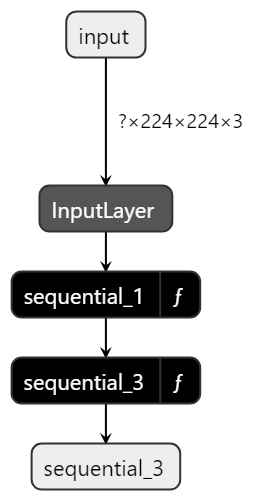 input
?×224×224×3
InputLayer
sequential_1 ƒ
sequential_3 ƒ
sequential_3